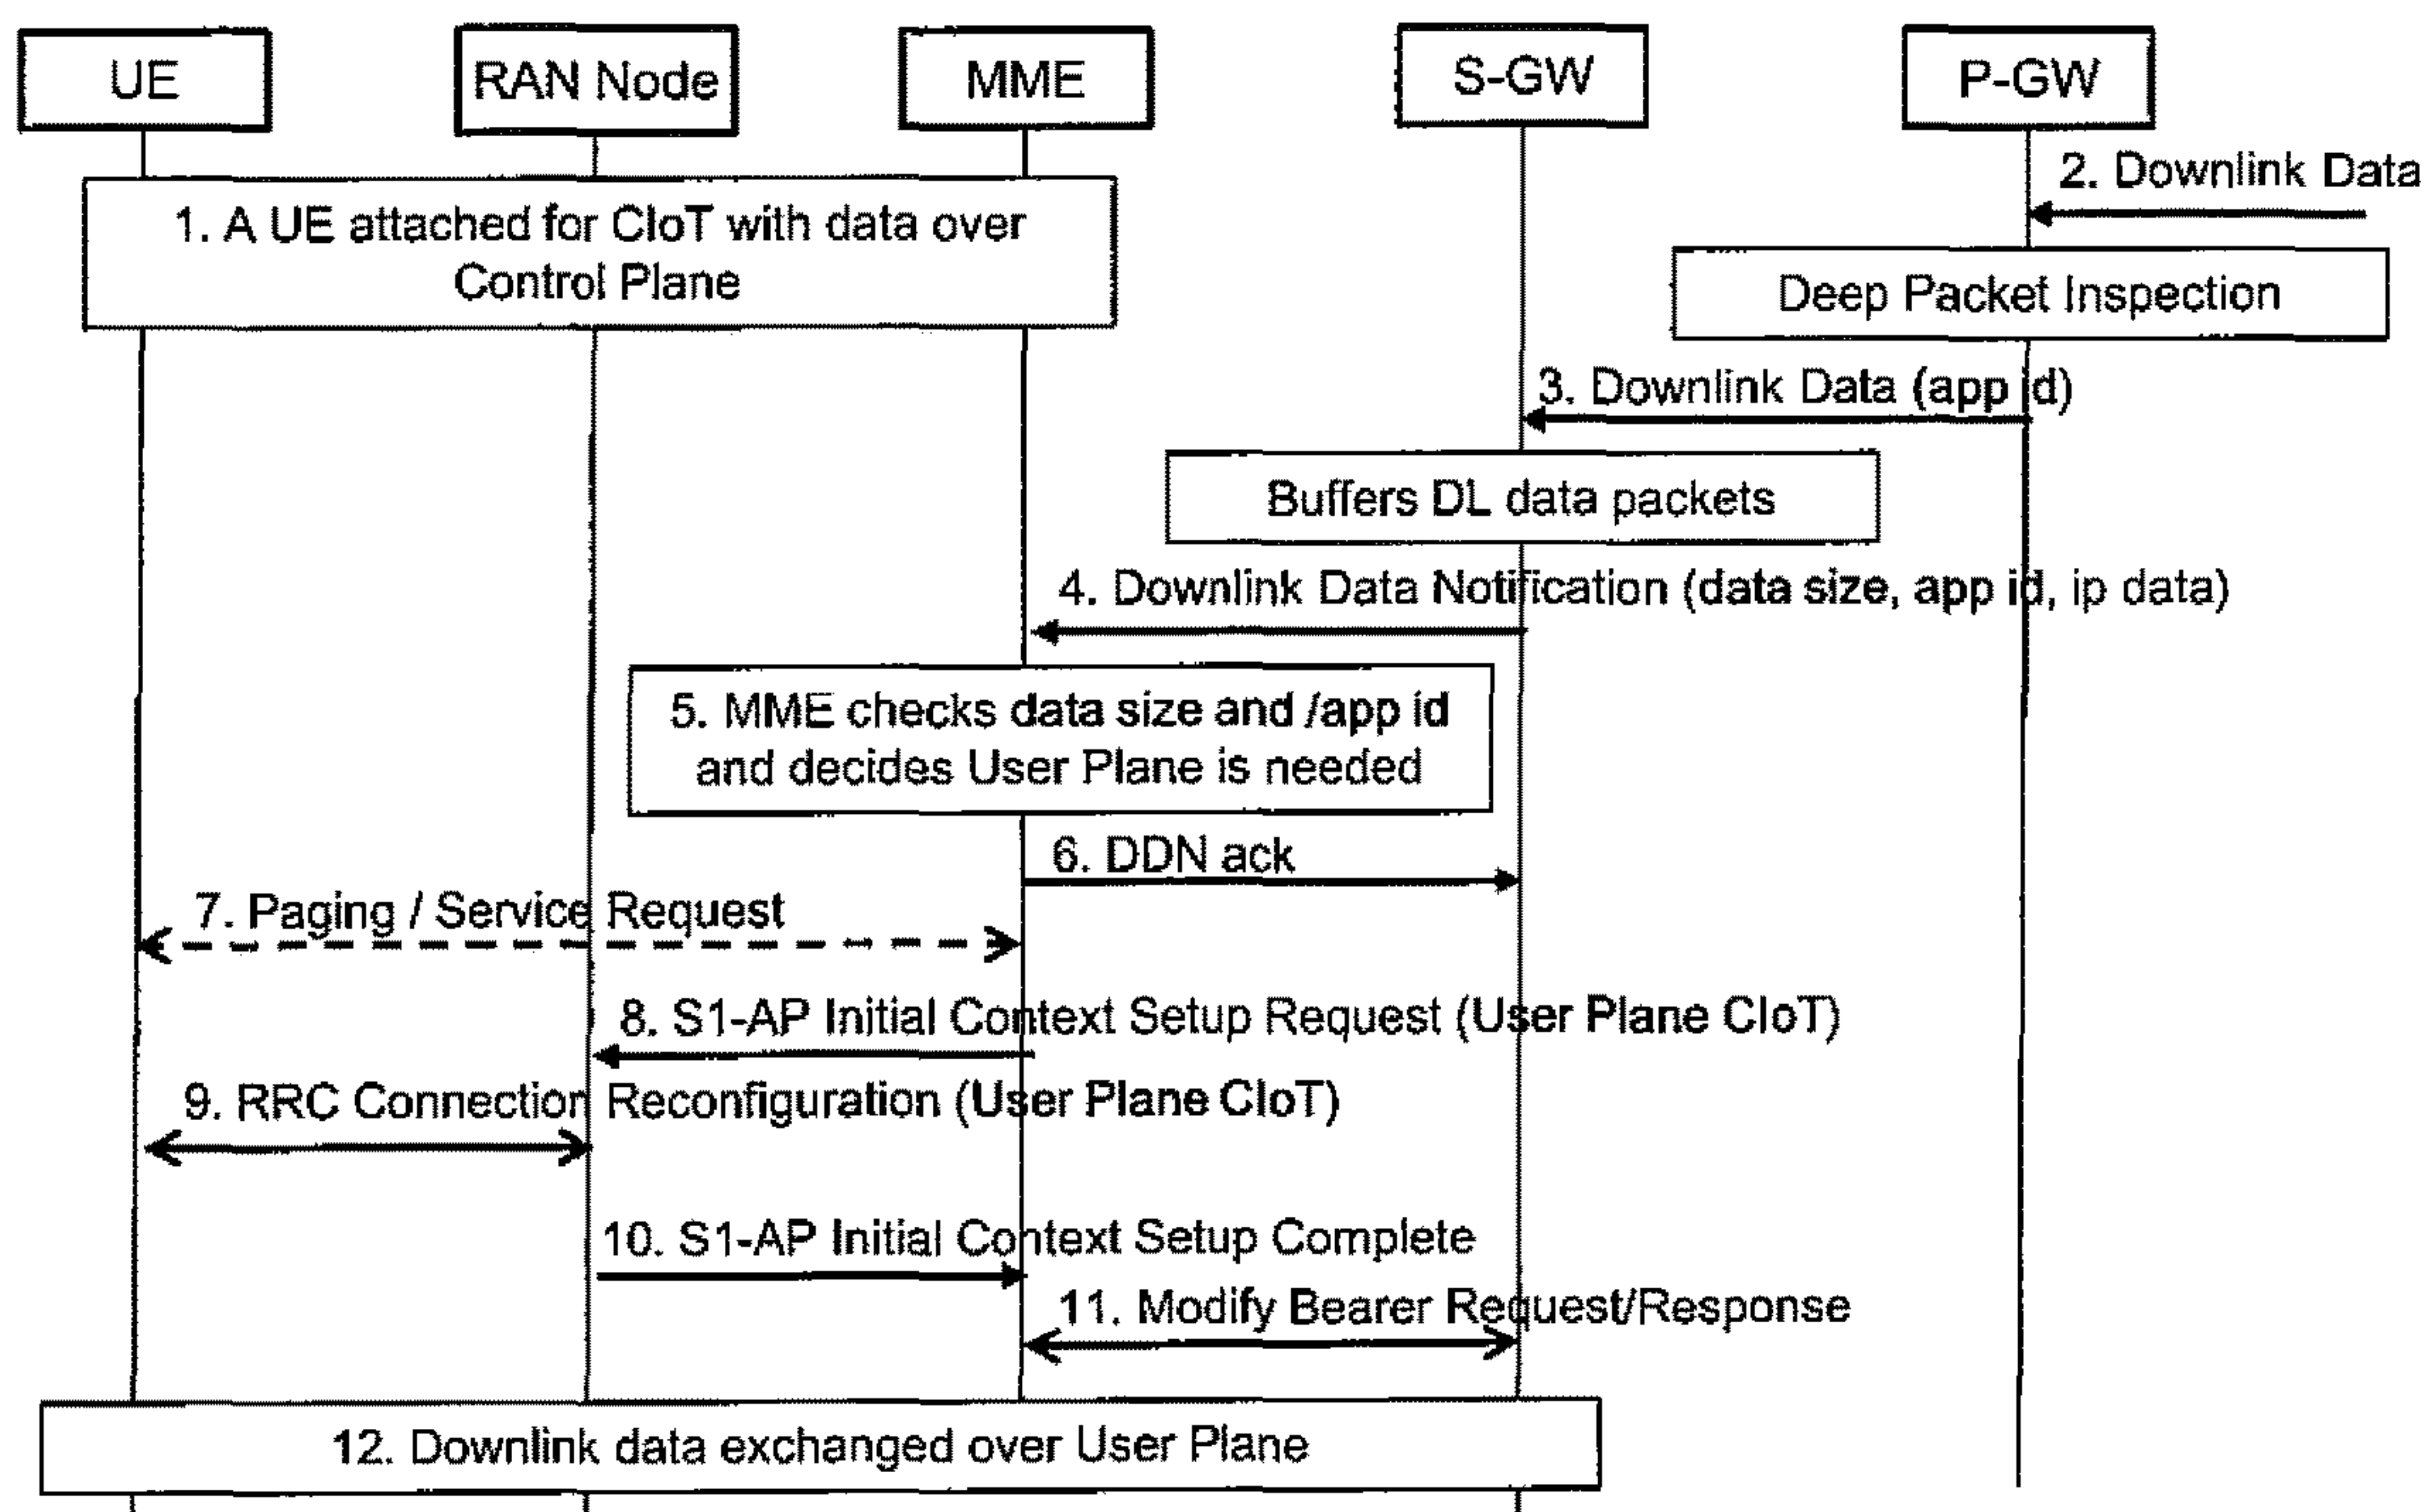 UE
RAN Node
MME
S-GW
P-GW
2. Downlink Data
1. A UE attached for CIoT with data over
Control Plane
Deep Packet Inspection
3. Downlink Data (app id)
Buffers DL data packets
4. Downlink Data Notification (data size, app id, ip data)
5. MME checks data size and /app id
and decides User Plane is needed
6. DDN ack
7. Paging / Service Request
8. S1-AP Initial Context Setup Request (User Plane CIoT)
9. RRC Connection Reconfiguration (User Plane CIoT)
10. S1-AP Initial Context Setup Complete
11. Modify Bearer Request/Response
12. Downlink data exchanged over User Plane